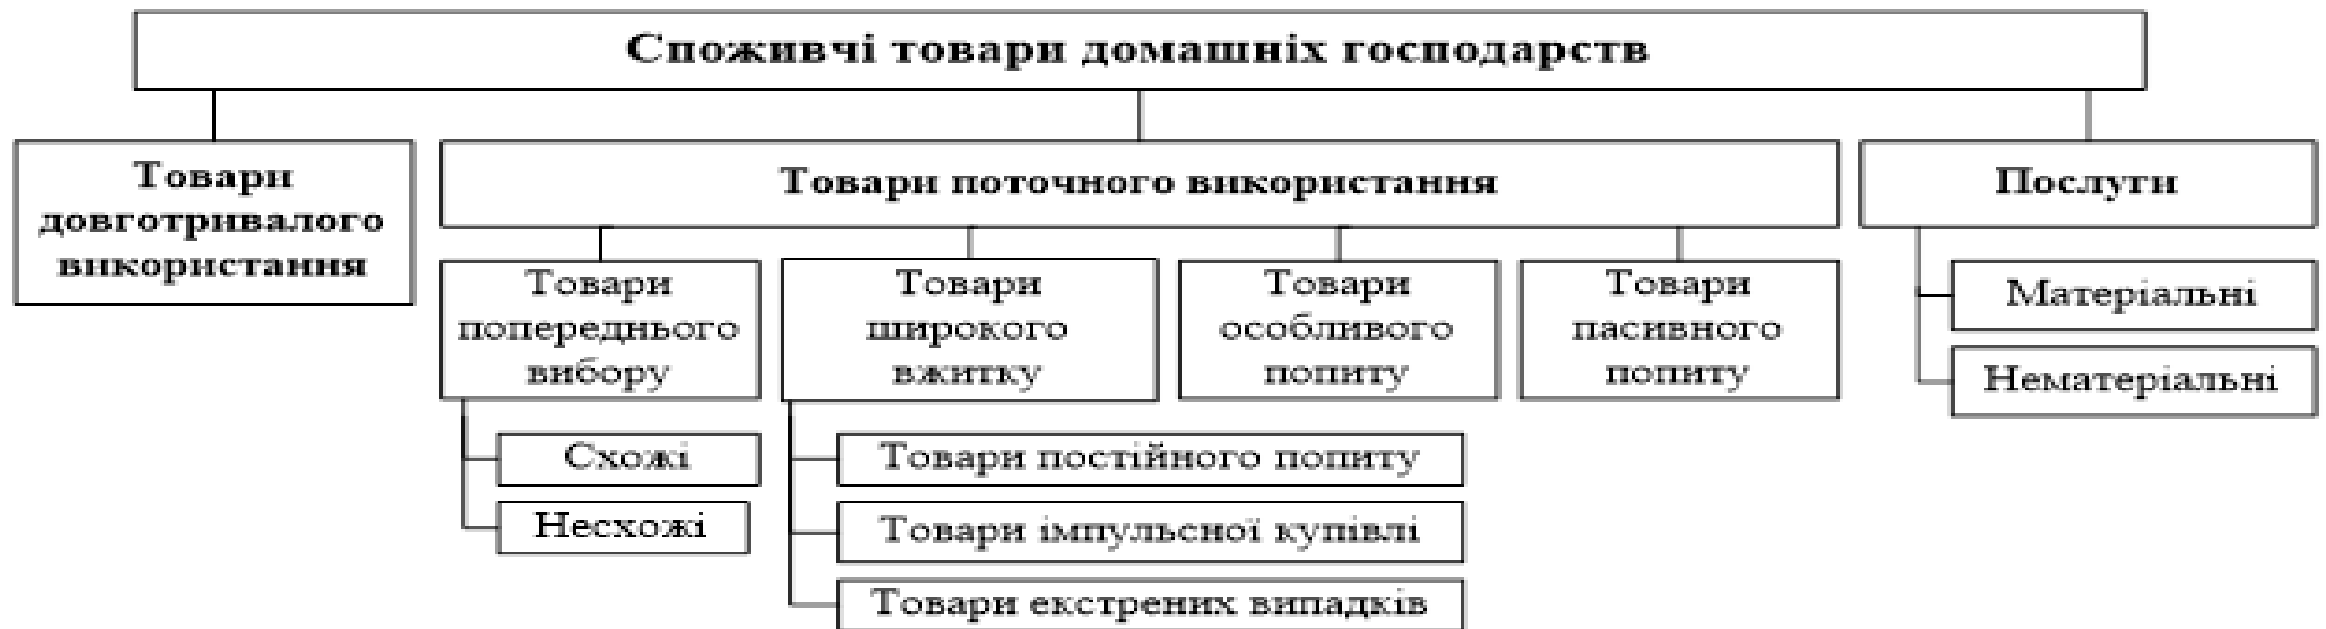 Споживчі товари домашніх господарств
Товари
довготривалого
використання
Товари поточного використання
Послуги
Товари
попереднього
вибору
Товари
широкого
вжитку
Товари
особливого
попиту
Товари
пасивного
попиту
Матеріальні
Нематеріальні
Схожі
Несхожі
Товари постійного попиту
Товари імпульсної купівлі
Товари екстрених випадків